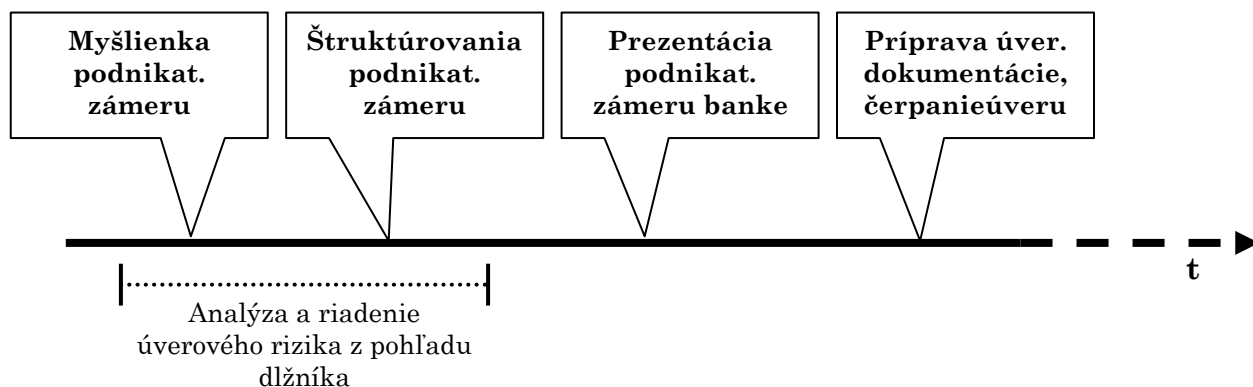 Myšlienka
podnikat.
zámeru
Štruktúrovania
podnikat.
zámeru
Prezentácia
podnikat.
zámeru banke
Príprava úver.
dokumentácie,
čerpanieúveru
t
Analýza a riadenie
úverového rizika z pohľadu
dlžníka